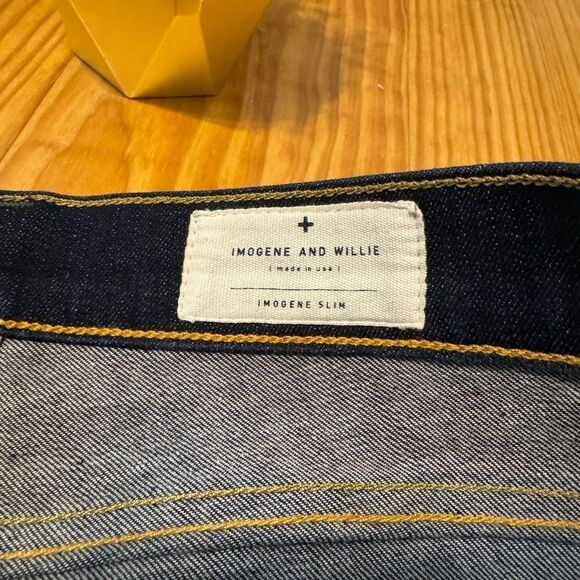 +
IMOGENE AND WILLIE
( made in usa )
IMOGENE SLIM